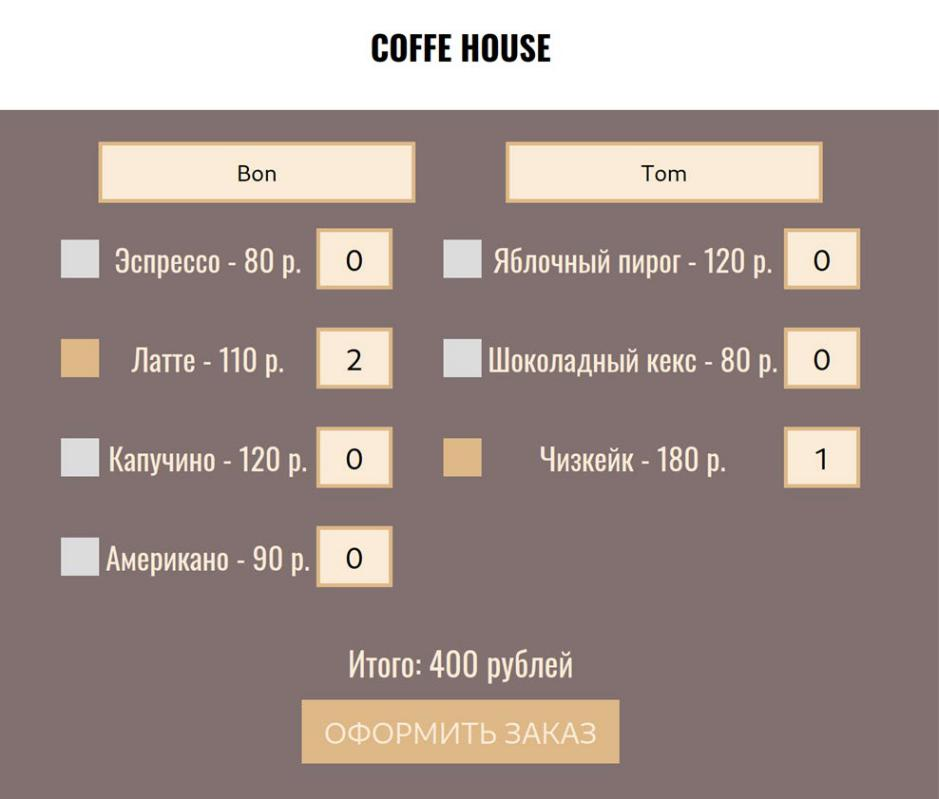 COFFE HOUSE
Bon
Tom
Эспрессо - 80 р. 0
Яблочный пирог - 120 р. 0
Латте - 110 р. 2
Шоколадный кекс - 80 р. 0
Капучино - 120 р. 0
Чизкейк - 180 р. 1
Американо - 90 р. 0
Итого: 400 рублей
ОФОРМИТЬ ЗАКАЗ